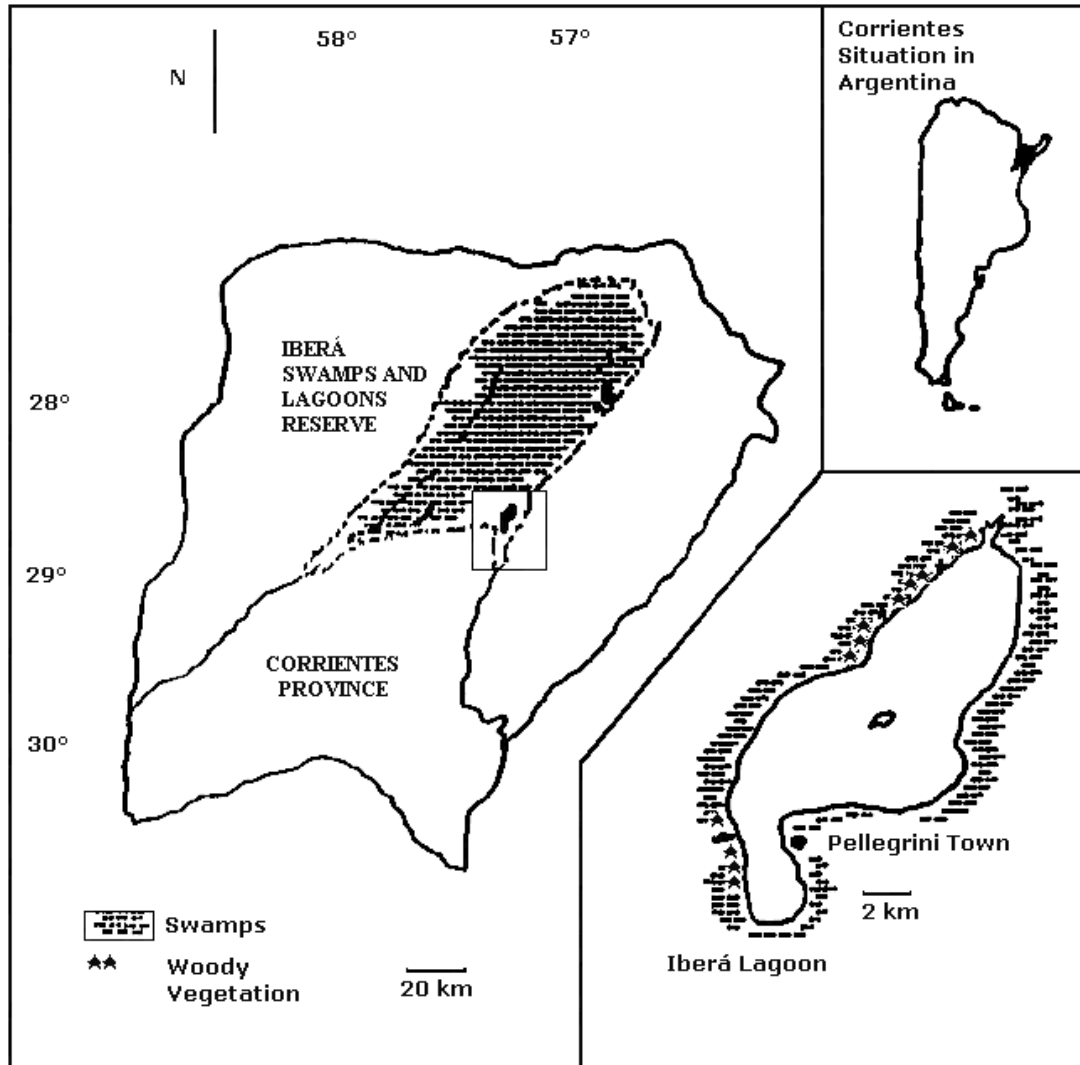 58°
57°
N
28°
29°
30°
IBERÁ
SWAMPS AND
LAGOONS
RESERVE
CORRIENTES
PROVINCE
Swamps
Woody
Vegetation
20 km
Corrientes
Situation in
Argentina
Pellegrini Town
2 km
Iberá Lagoon